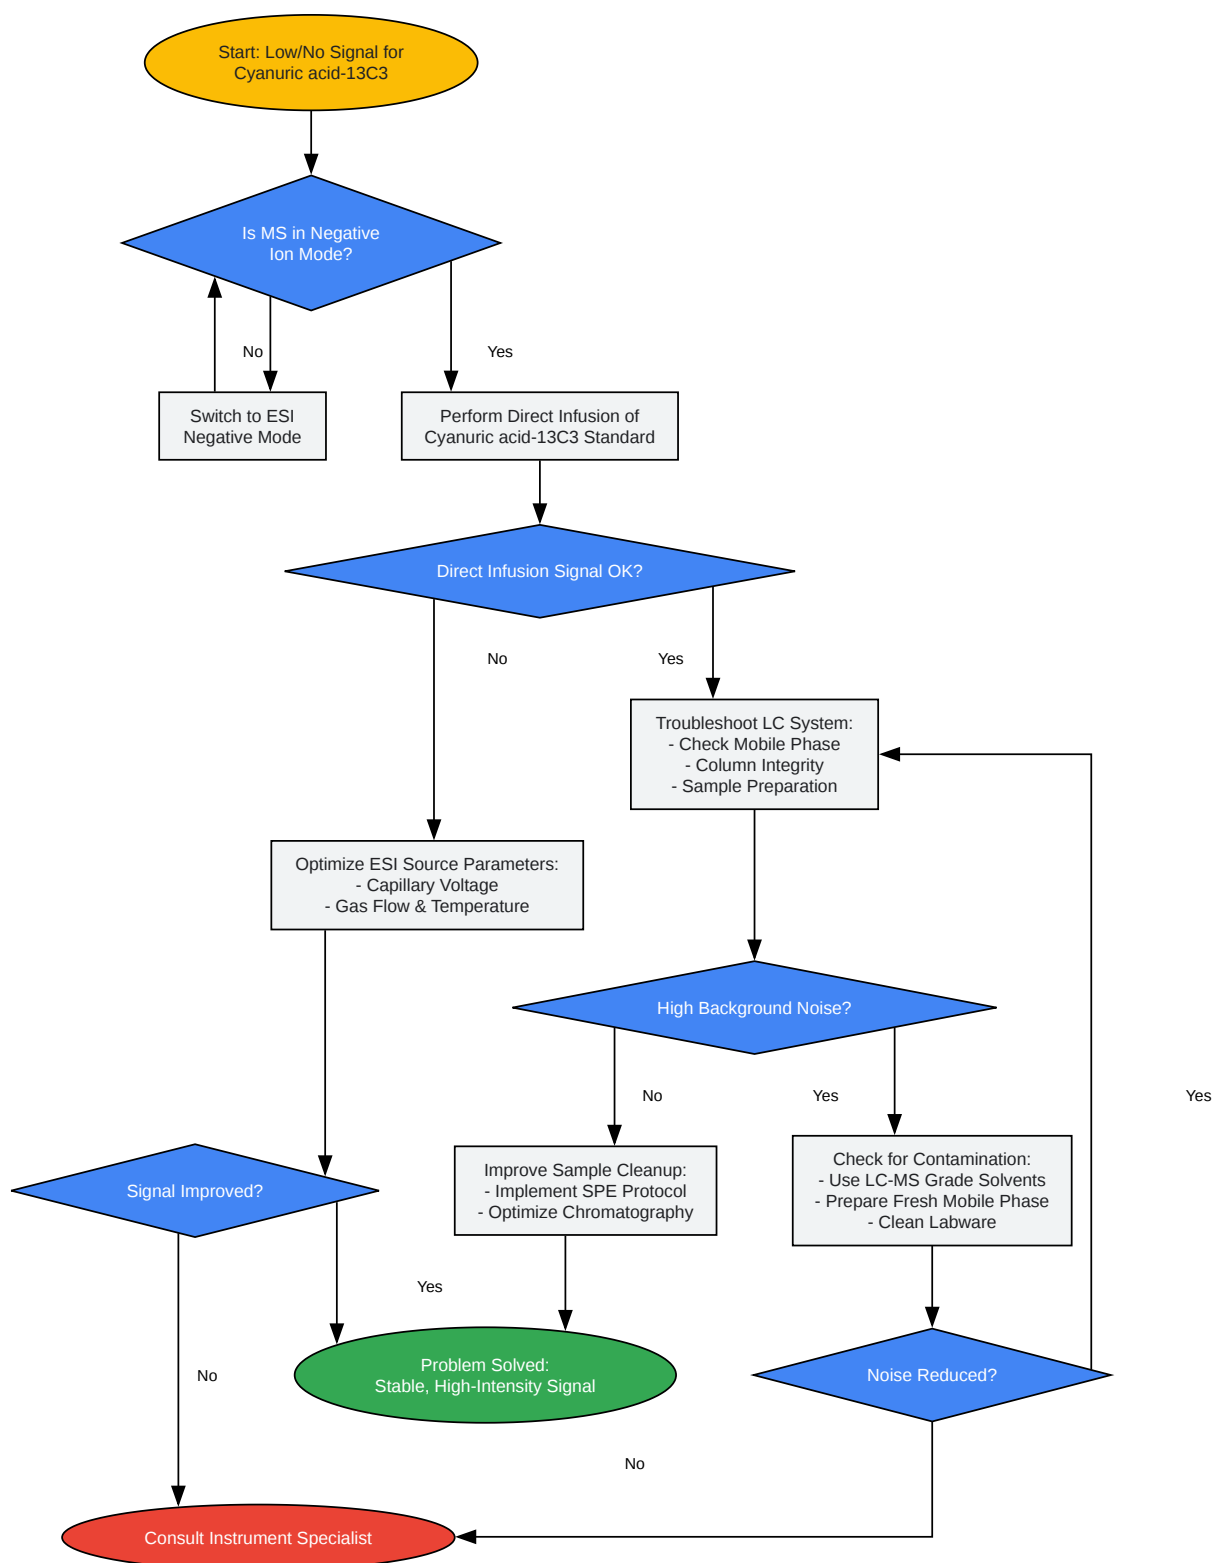 Start: Low/No Signal for
Cyanuric acid-13C3
Is MS in Negative
Ion Mode?
No
Yes
Switch to ESI
Negative Mode
Perform Direct Infusion of
Cyanuric acid-13C3 Standard
Direct Infusion Signal OK?
No
Yes
Troubleshoot LC System:
- Check Mobile Phase
- Column Integrity
- Sample Preparation
Optimize ESI Source Parameters:
- Capillary Voltage
- Gas Flow & Temperature
High Background Noise?
No
Yes
Yes
Signal Improved?
Improve Sample Cleanup:
- Implement SPE Protocol
- Optimize Chromatography
Check for Contamination:
- Use LC-MS Grade Solvents
- Prepare Fresh Mobile Phase
- Clean Labware
Yes
No
Problem Solved:
Stable, High-Intensity Signal
Noise Reduced?
No
Consult Instrument Specialist